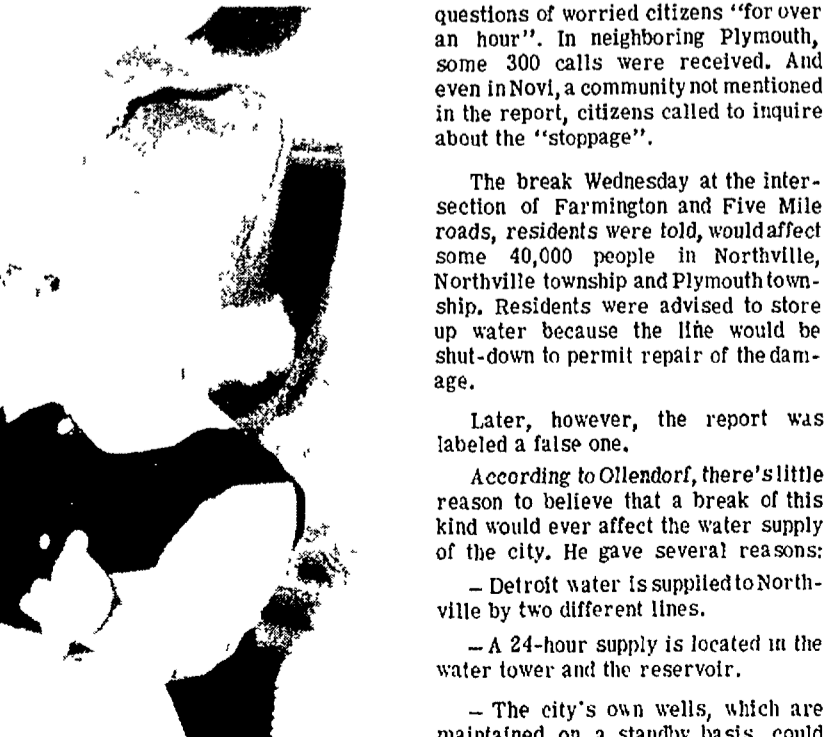 questions of worried citizens “for over
an hour”. In neighboring Plymouth,
some 300 calls were received. And
even in Novi, a community not mentioned
in the report, citizens called to inquire
about the “stoppage”.
The break Wednesday at the inter-
section of Farmington and Five Mile
roads, residents were told, would affect
some 40,000 people in Northville,
Northville township and Plymouth town-
ship. Residents were advised to store
up water because the line would be
shut-down to permit repair of the dam-
age.
Later, however, the report was
labeled a false one.
According to Ollendorf, there's little
reason to believe that a break of this
kind would ever affect the water supply
of the city. He gave several reasons:
— Detroit water is supplied to North-
ville by two different lines.
— A 24-hour supply is located in the
water tower and the reservoir.
— The city's own wells, which are
maintained on a standby basis, could